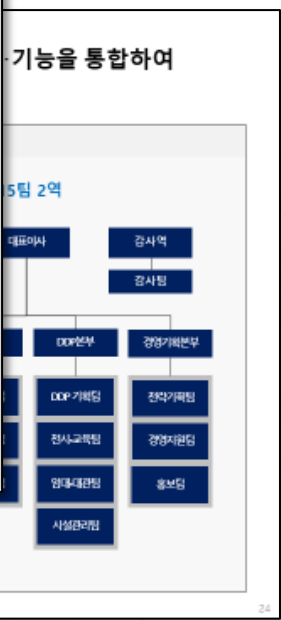 ·기능을 통합하여
5팀 2역
대표이사
감사역
감사팀
DDP본부
경영기획본부
DDP 기획팀
전략기획팀
전시교육팀
경영지원팀
임대·대관팀
홍보팀
시설관리팀
24